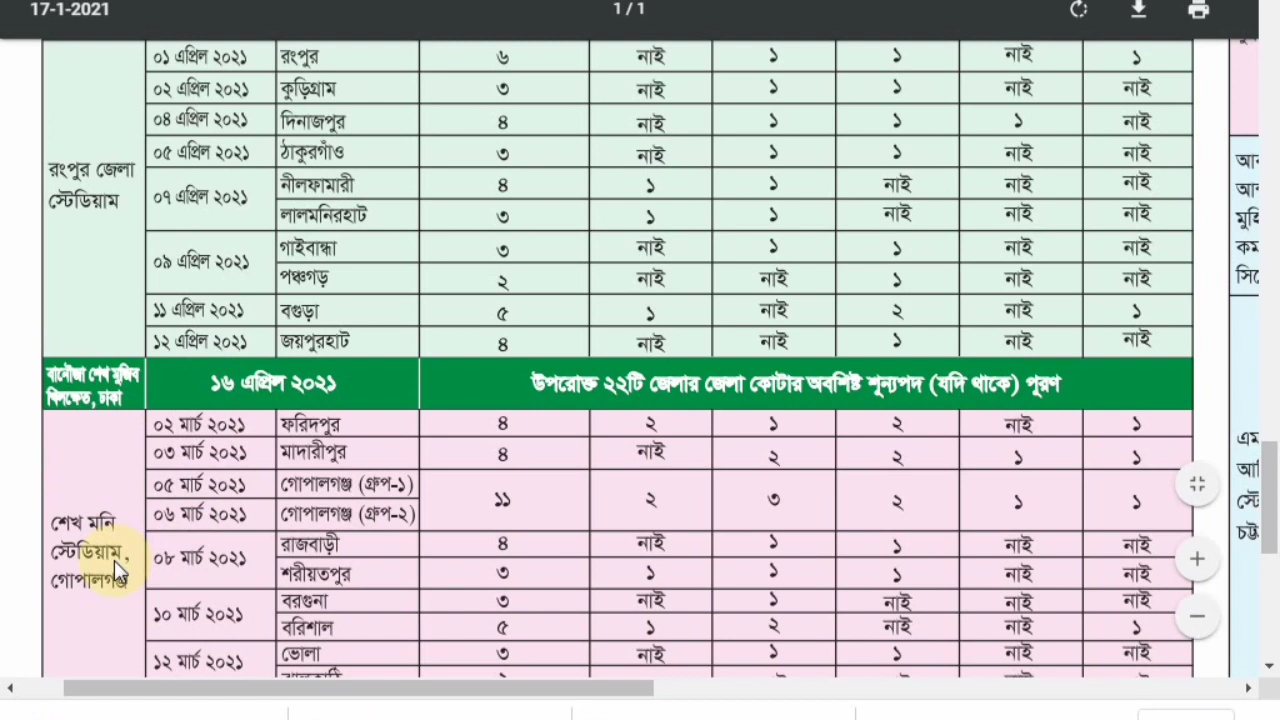 17-1-2021
1 / 1
০১ এপ্রিল ২০২১ রংপুর ৬ নাই ১ ১ নাই ১
০২ এপ্রিল ২০২১ কুড়িগ্রাম ৩ নাই ১ ১ নাই নাই
০৪ এপ্রিল ২০২১ দিনাজপুর ৪ নাই ১ ১ ১ নাই
০৫ এপ্রিল ২০২১ ঠাকুরগাঁও ৩ নাই ১ ১ নাই নাই
রংপুর জেলা
স্টেডিয়াম
০৭ এপ্রিল ২০২১
নীলফামারী ৪ ১ ১ নাই নাই নাই
লালমনিরহাট ৩ ১ ১ নাই নাই নাই
০৯ এপ্রিল ২০২১
গাইবান্ধা ৩ নাই ১ ১ নাই নাই
পঞ্চগড় ২ নাই নাই ১ নাই নাই
১১ এপ্রিল ২০২১ বগুড়া ৫ ১ নাই ২ নাই ১
১২ এপ্রিল ২০২১ জয়পুরহাট ৪ নাই নাই ১ নাই নাই
বানৌজা শেখ মুজিব
খিলক্ষেত, ঢাকা
১৬ এপ্রিল ২০২১ উপরোক্ত ২২টি জেলার জেলা কোটার অবশিষ্ট শূন্যপদ (যদি থাকে) পূরণ
০২ মার্চ ২০২১ ফরিদপুর ৪ ২ ১ ২ নাই ১
০৩ মার্চ ২০২১ মাদারীপুর ৪ নাই ২ ২ ১ ১
০৫ মার্চ ২০২১ গোপালগঞ্জ (গ্রুপ-১)
১১ ২ ৩ ২ ১ ১
০৬ মার্চ ২০২১ গোপালগঞ্জ (গ্রুপ-২)
শেখ মনি
স্টেডিয়াম,
গোপালগঞ্জ
০৮ মার্চ ২০২১
রাজবাড়ী ৪ নাই ১ ১ নাই নাই
শরীয়তপুর ৩ ১ ১ ১ নাই নাই
১০ মার্চ ২০২১
বরগুনা ৩ নাই ১ নাই নাই নাই
বরিশাল ৫ ১ ২ নাই নাই ১
১২ মার্চ ২০২১
ভোলা ৩ নাই ১ ১ নাই নাই